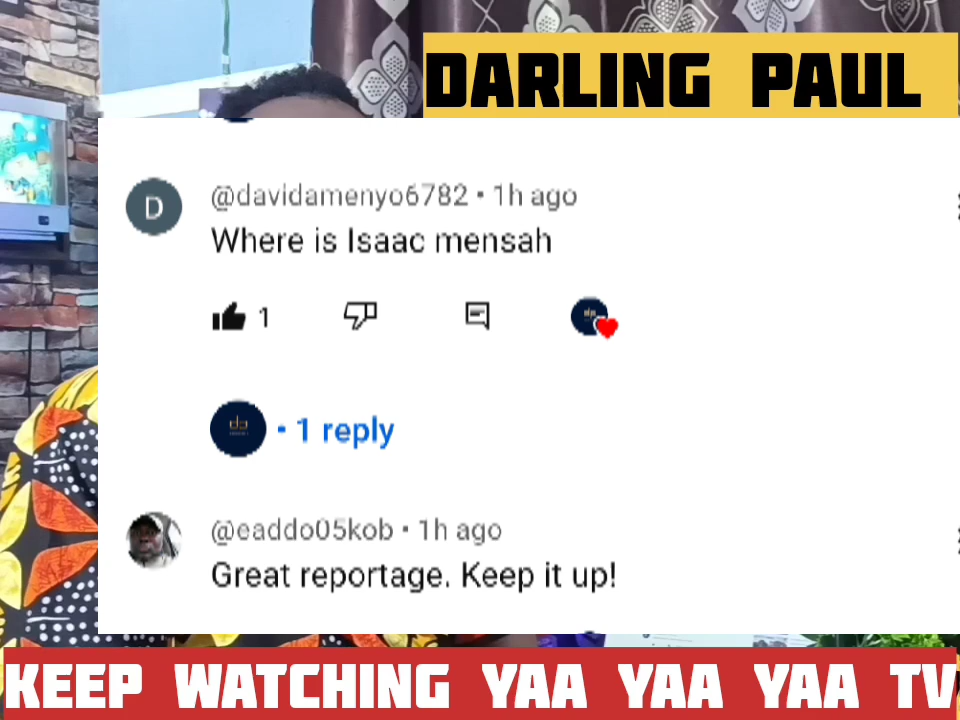 DARLING PAUL
D
@davidamenyo6782 • 1h ago
Where is Isaac mensah
1
• 1 reply
@eaddo05kob • 1h ago
Great reportage. Keep it up!
KEEP WATCHING YAA YAA YAA TV